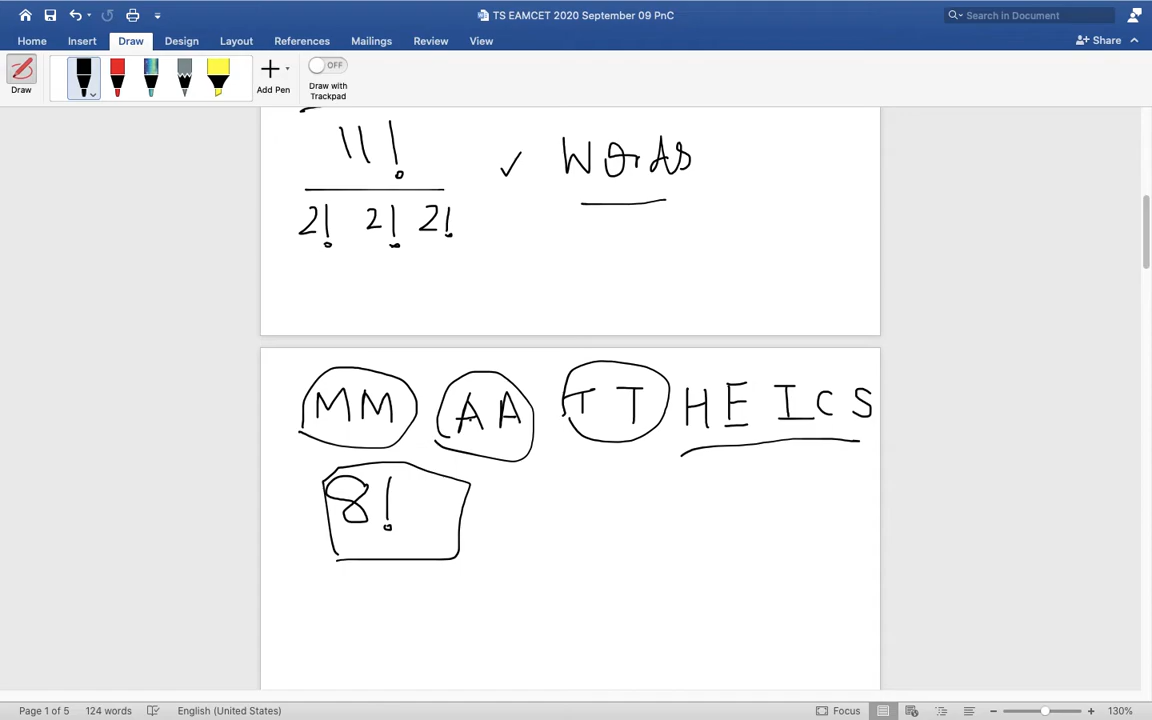 TS EAMCET 2020 September 09 PnC
Search in Document
Home Insert Draw Design Layout References Mailings Review View
Share
Draw
OFF
Draw with Trackpad
Add Pen
11!
2! 2! 2!
✓ Words
MM AA TT HEICS
8!
Page 1 of 5 124 words English (United States) Focus 130%